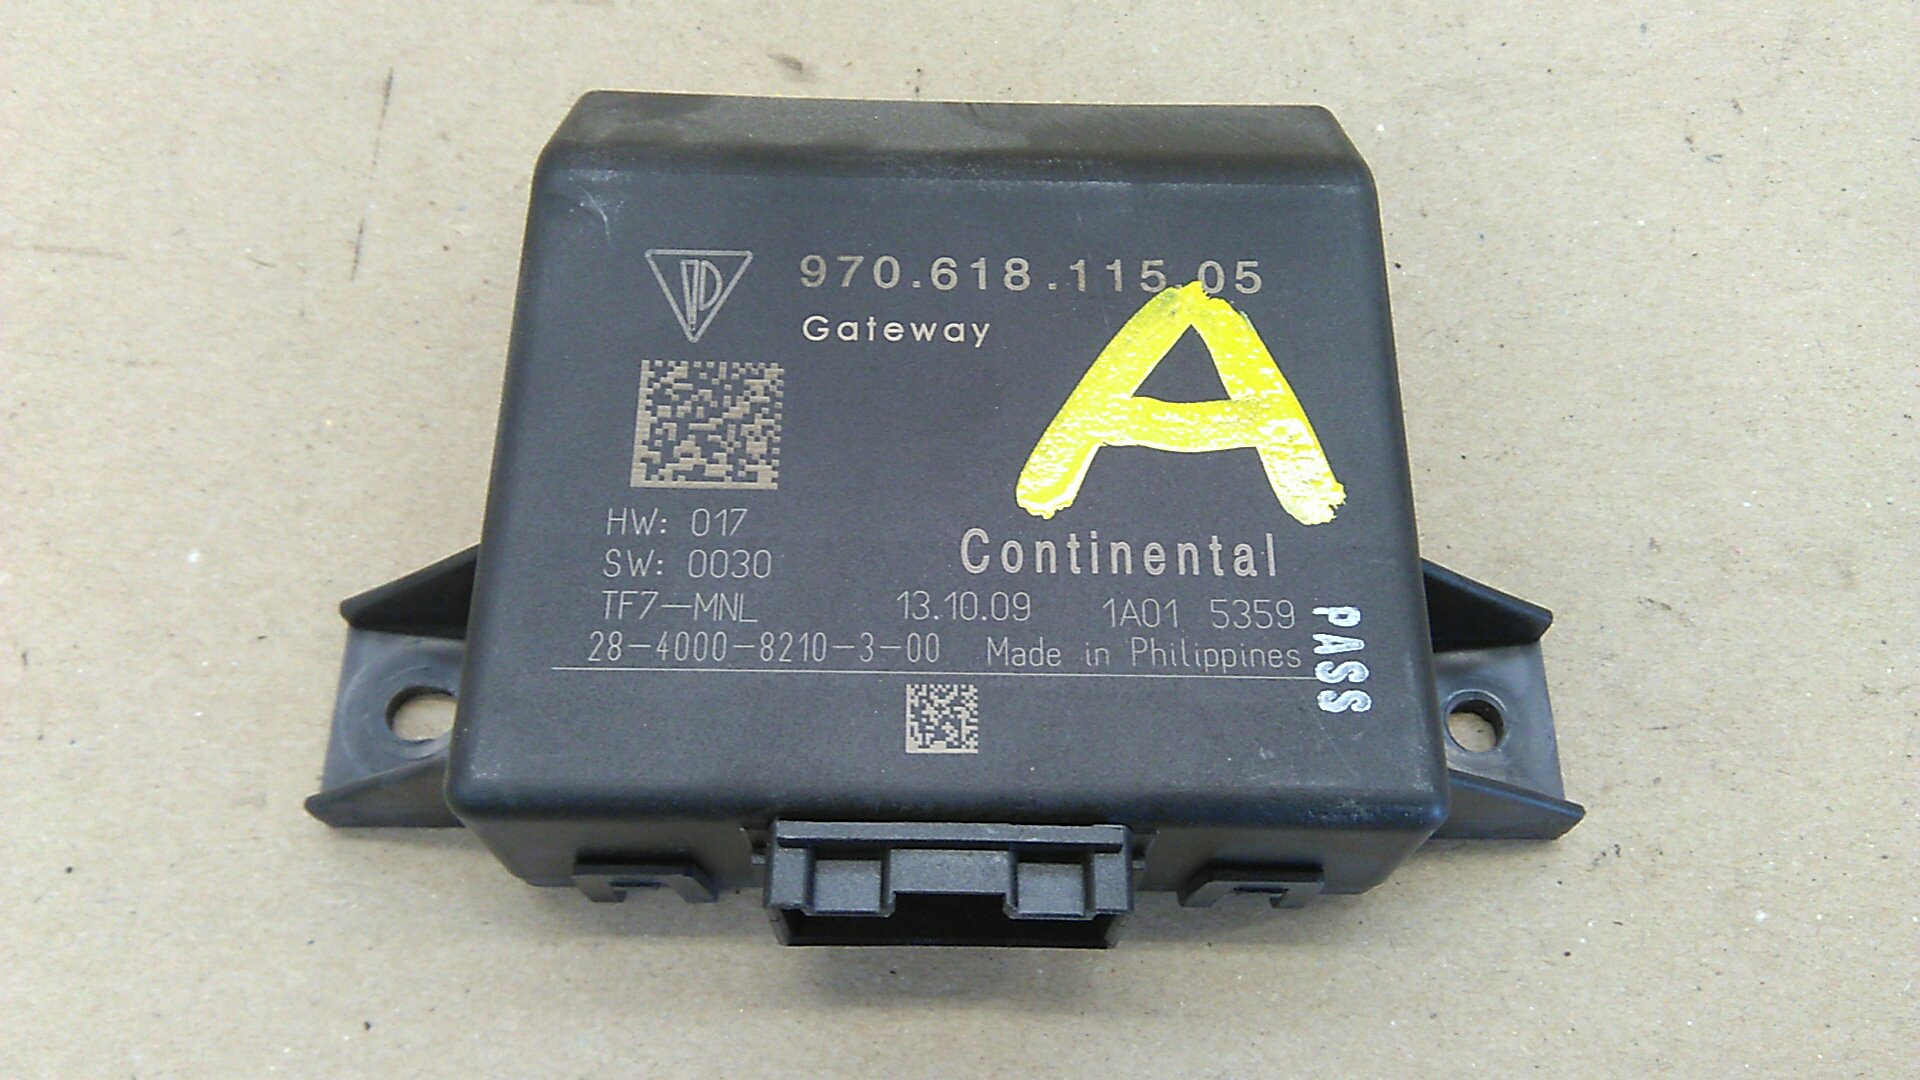 970.618.115.05
Gateway
A
HW: 017
SW: 0030
Continental
TF7-MNL 13.10.09 1A01 5359
28-4000-8210-3-00 Made in Philippines
PASS